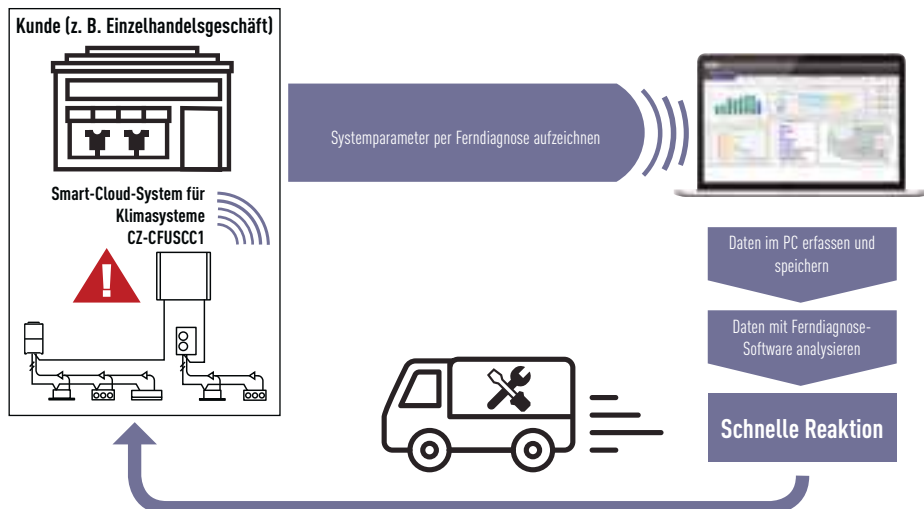 Kunde (z. B. Einzelhandelsgeschäft)
Smart-Cloud-System für
Klimasysteme
CZ-CFUSCC1
Systemparameter per Ferndiagnose aufzeichnen
Daten im PC erfassen und
speichern
Daten mit Ferndiagnose-
Software analysieren
Schnelle Reaktion